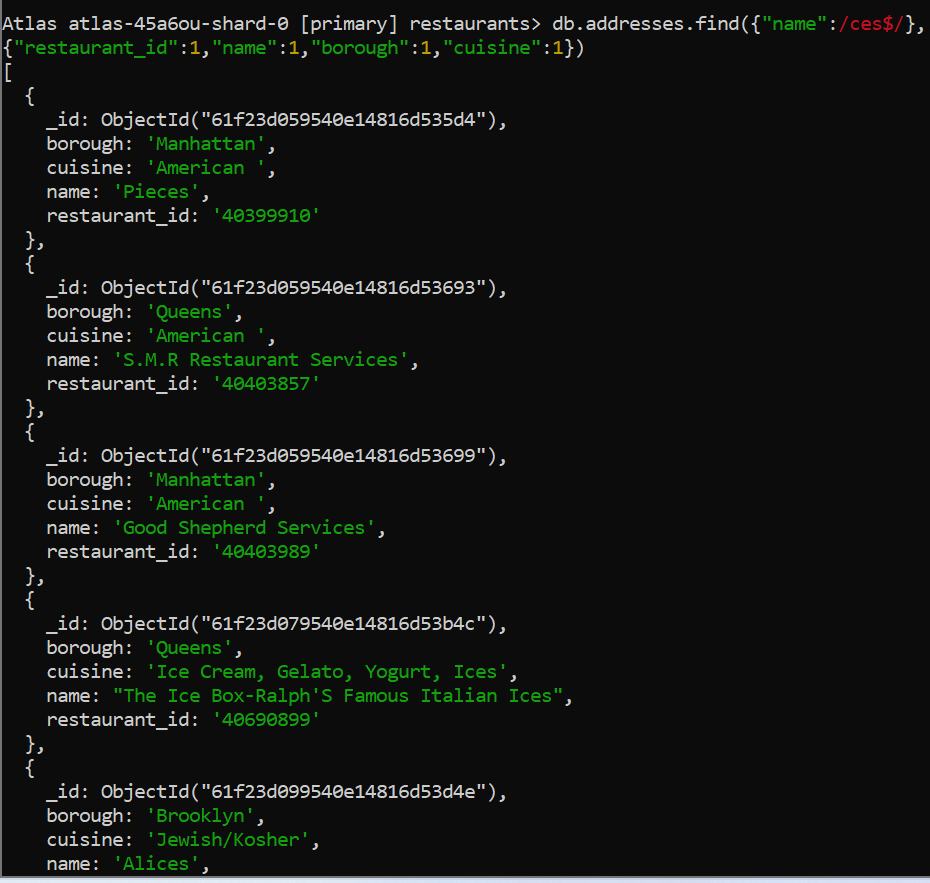 Atlas atlas-45a6ou-shard-0 [primary] restaurants> db.addresses.find({"name":/ces$/},
{"restaurant_id":1,"name":1,"borough":1,"cuisine":1})
[
  {
    _id: ObjectId("61f23d059540e14816d535d4"),
    borough: 'Manhattan',
    cuisine: 'American ',
    name: 'Pieces',
    restaurant_id: '40399910'
  },
  {
    _id: ObjectId("61f23d059540e14816d53693"),
    borough: 'Queens',
    cuisine: 'American ',
    name: 'S.M.R Restaurant Services',
    restaurant_id: '40403857'
  },
  {
    _id: ObjectId("61f23d059540e14816d53699"),
    borough: 'Manhattan',
    cuisine: 'American ',
    name: 'Good Shepherd Services',
    restaurant_id: '40403989'
  },
  {
    _id: ObjectId("61f23d079540e14816d53b4c"),
    borough: 'Queens',
    cuisine: 'Ice Cream, Gelato, Yogurt, Ices',
    name: "The Ice Box-Ralph'S Famous Italian Ices",
    restaurant_id: '40690899'
  },
  {
    _id: ObjectId("61f23d099540e14816d53d4e"),
    borough: 'Brooklyn',
    cuisine: 'Jewish/Kosher',
    name: 'Alices',